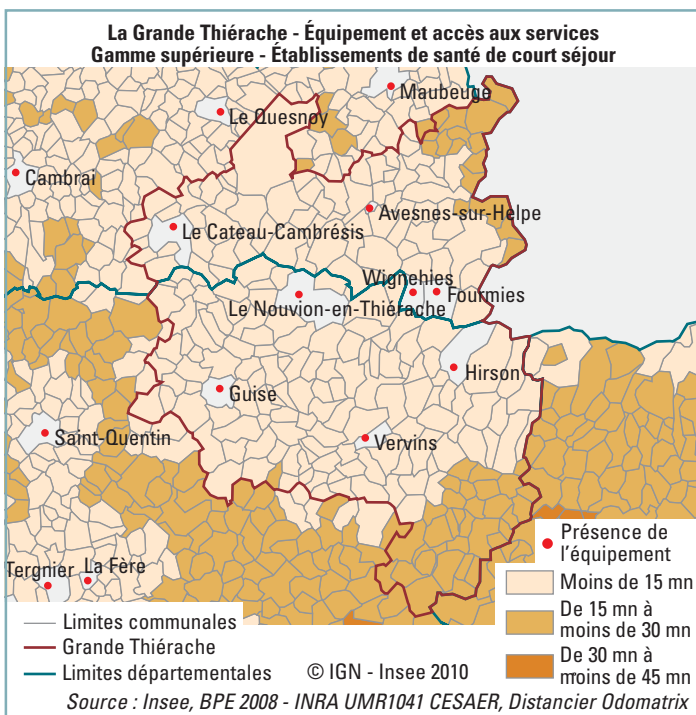 La Grande Thiérache - Équipement et accès aux services
Gamme supérieure - Établissements de santé de court séjour
Maubeuge
Le Quesnoy
Cambrai
Avesnes-sur-Helpe
Le Cateau-Cambrésis
Wignehies
Le Nouvion-en-Thiérache
Fourmies
Hirson
Guise
Saint-Quentin
Vervins
Tergnier
La Fère
Présence de
l'équipement
Moins de 15 mn
De 15 mn à
moins de 30 mn
De 30 mn à
moins de 45 mn
Limites communales
Grande Thiérache
Limites départementales
© IGN - Insee 2010
Source : Insee, BPE 2008 - INRA UMR1041 CESAER, Distancier Odomatrix